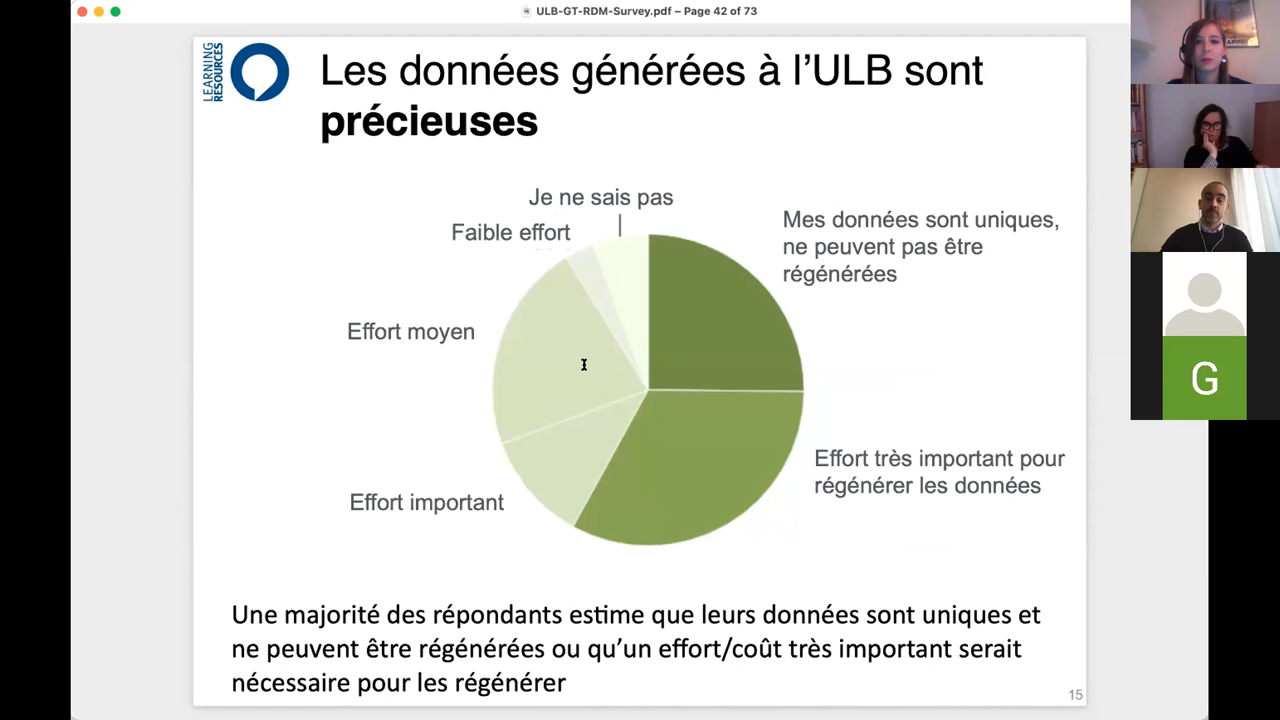 ULB-GT-RDM-Survey.pdf – Page 42 of 73
LEARNING
RESOURCES
Les données générées à l’ULB sont
précieuses
Je ne sais pas
Faible effort
Mes données sont uniques,
ne peuvent pas être
régénérées
Effort moyen
Effort très important pour
régénérer les données
Effort important
G
Une majorité des répondants estime que leurs données sont uniques et
ne peuvent être régénérées ou qu’un effort/coût très important serait
nécessaire pour les régénérer
15